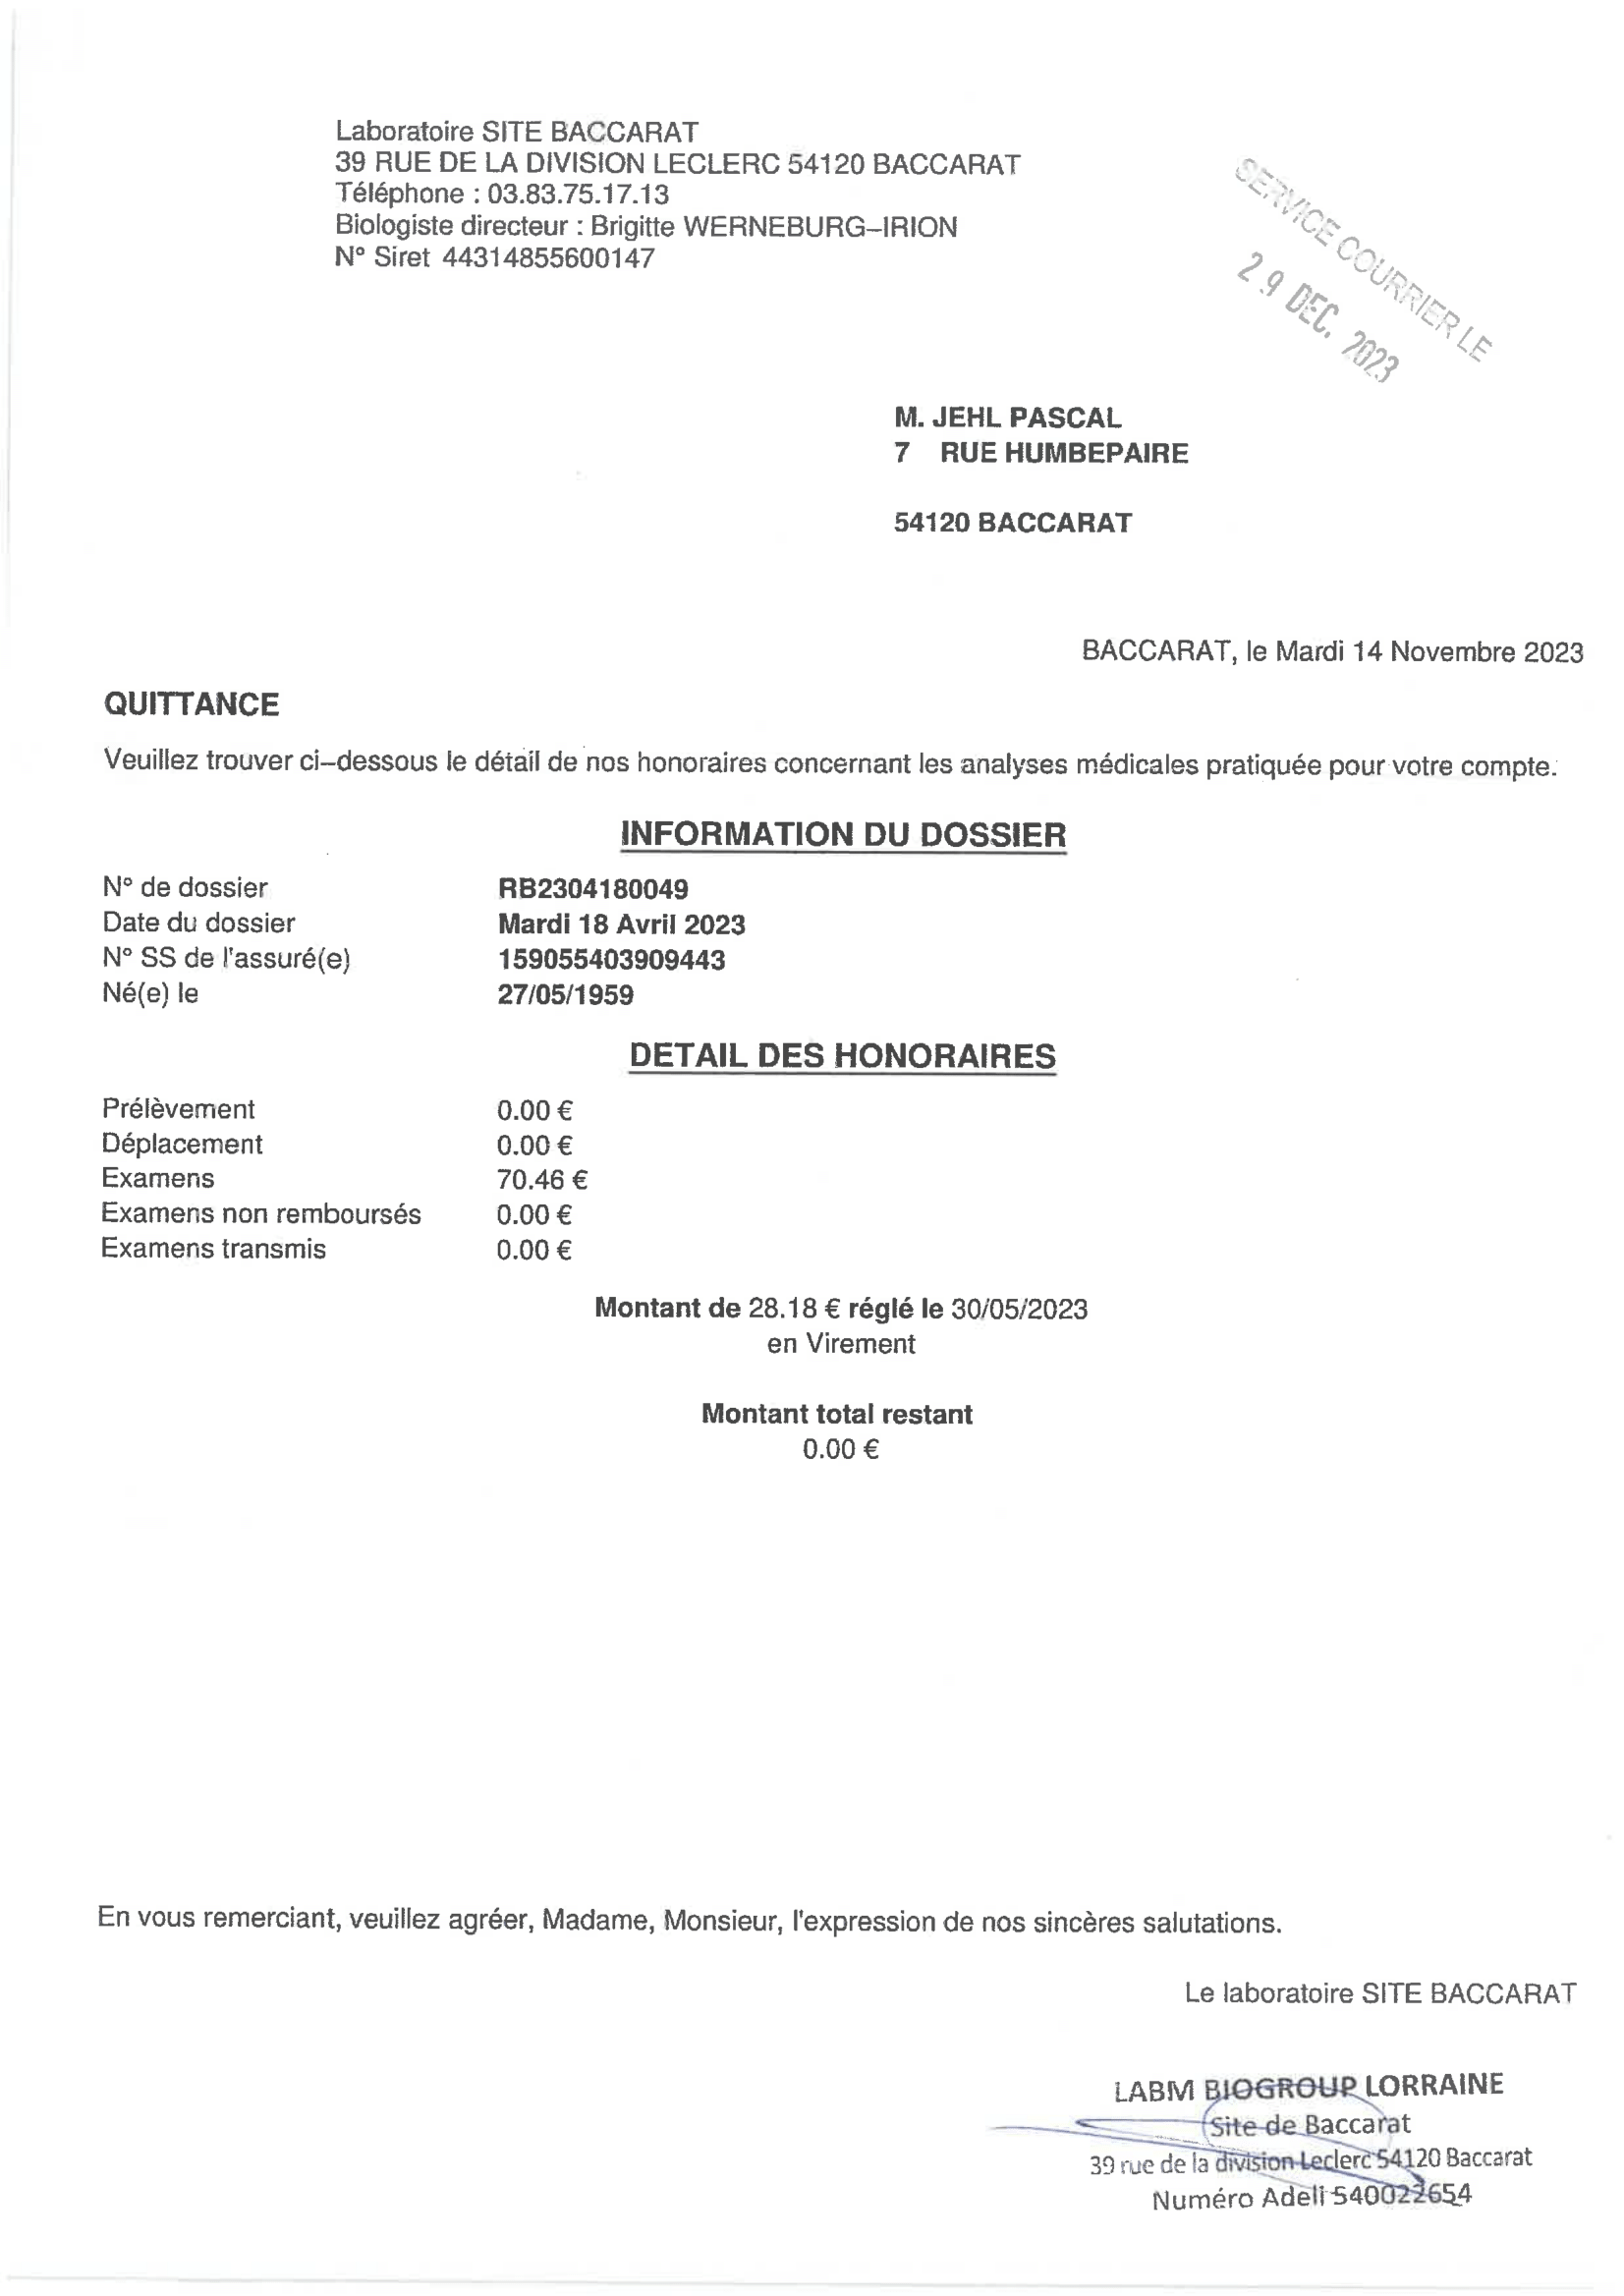 Laboratoire SITE BACCARAT
39 RUE DE LA DIVISION LECLERC 54120 BACCARAT
Téléphone : 03.83.75.17.13
Biologiste directeur : Brigitte WERNEBURG–IRION
N° Siret 44314855600147
SERVICE COURRIER LE
29 DEC. 2023
M. JEHL PASCAL
7 RUE HUMBEPAIRE
54120 BACCARAT
BACCARAT, le Mardi 14 Novembre 2023
QUITTANCE
Veuillez trouver ci–dessous le détail de nos honoraires concernant les analyses médicales pratiquée pour votre compte.
INFORMATION DU DOSSIER
N° de dossier RB2304180049
Date du dossier Mardi 18 Avril 2023
N° SS de l'assuré(e) 159055403909443
Né(e) le 27/05/1959
DETAIL DES HONORAIRES
Prélèvement 0.00 €
Déplacement 0.00 €
Examens 70.46 €
Examens non remboursés 0.00 €
Examens transmis 0.00 €
Montant de 28.18 € réglé le 30/05/2023
en Virement
Montant total restant
0.00 €
En vous remerciant, veuillez agréer, Madame, Monsieur, l'expression de nos sincères salutations.
Le laboratoire SITE BACCARAT
LABM BIOGROUP LORRAINE
Site de Baccarat
39 rue de la division Leclerc 54120 Baccarat
Numéro Adeli 540022654